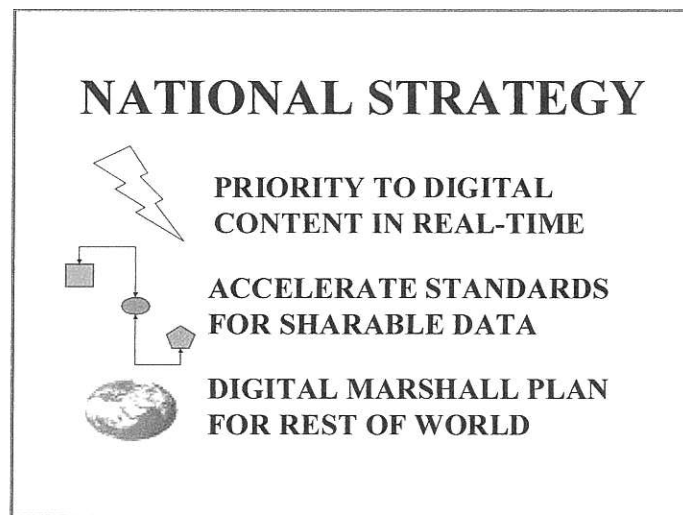 NATIONAL STRATEGY
PRIORITY TO DIGITAL
CONTENT IN REAL-TIME
ACCELERATE STANDARDS
FOR SHARABLE DATA
DIGITAL MARSHALL PLAN
FOR REST OF WORLD